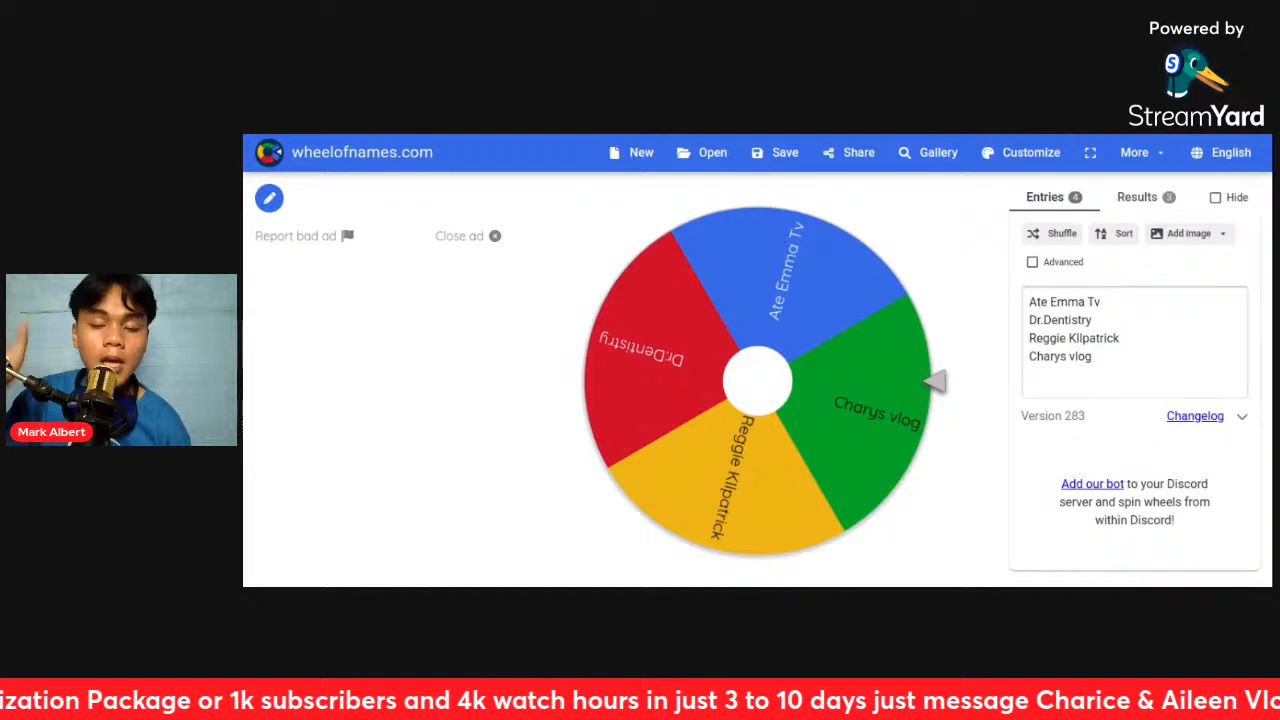 Powered by
StreamYard
wheelofnames.com
New
Open
Save
Share
Gallery
Customize
More
English
Report bad ad
Close ad
Entries 4
Results 3
Hide
Shuffle
Sort
Add image
Advanced
Ate Emma Tv
Dr.Dentistry
Reggie KIlpatrick
Charys vlog
Version 283
Changelog
Add our bot to your Discord
server and spin wheels from
within Discord!
Ate Emma Tv
Dr.Dentistry
Charys vlog
Reggie KIlpatrick
Mark Albert
ization Package or 1k subscribers and 4k watch hours in just 3 to 10 days just message Charice & Aileen Vlo